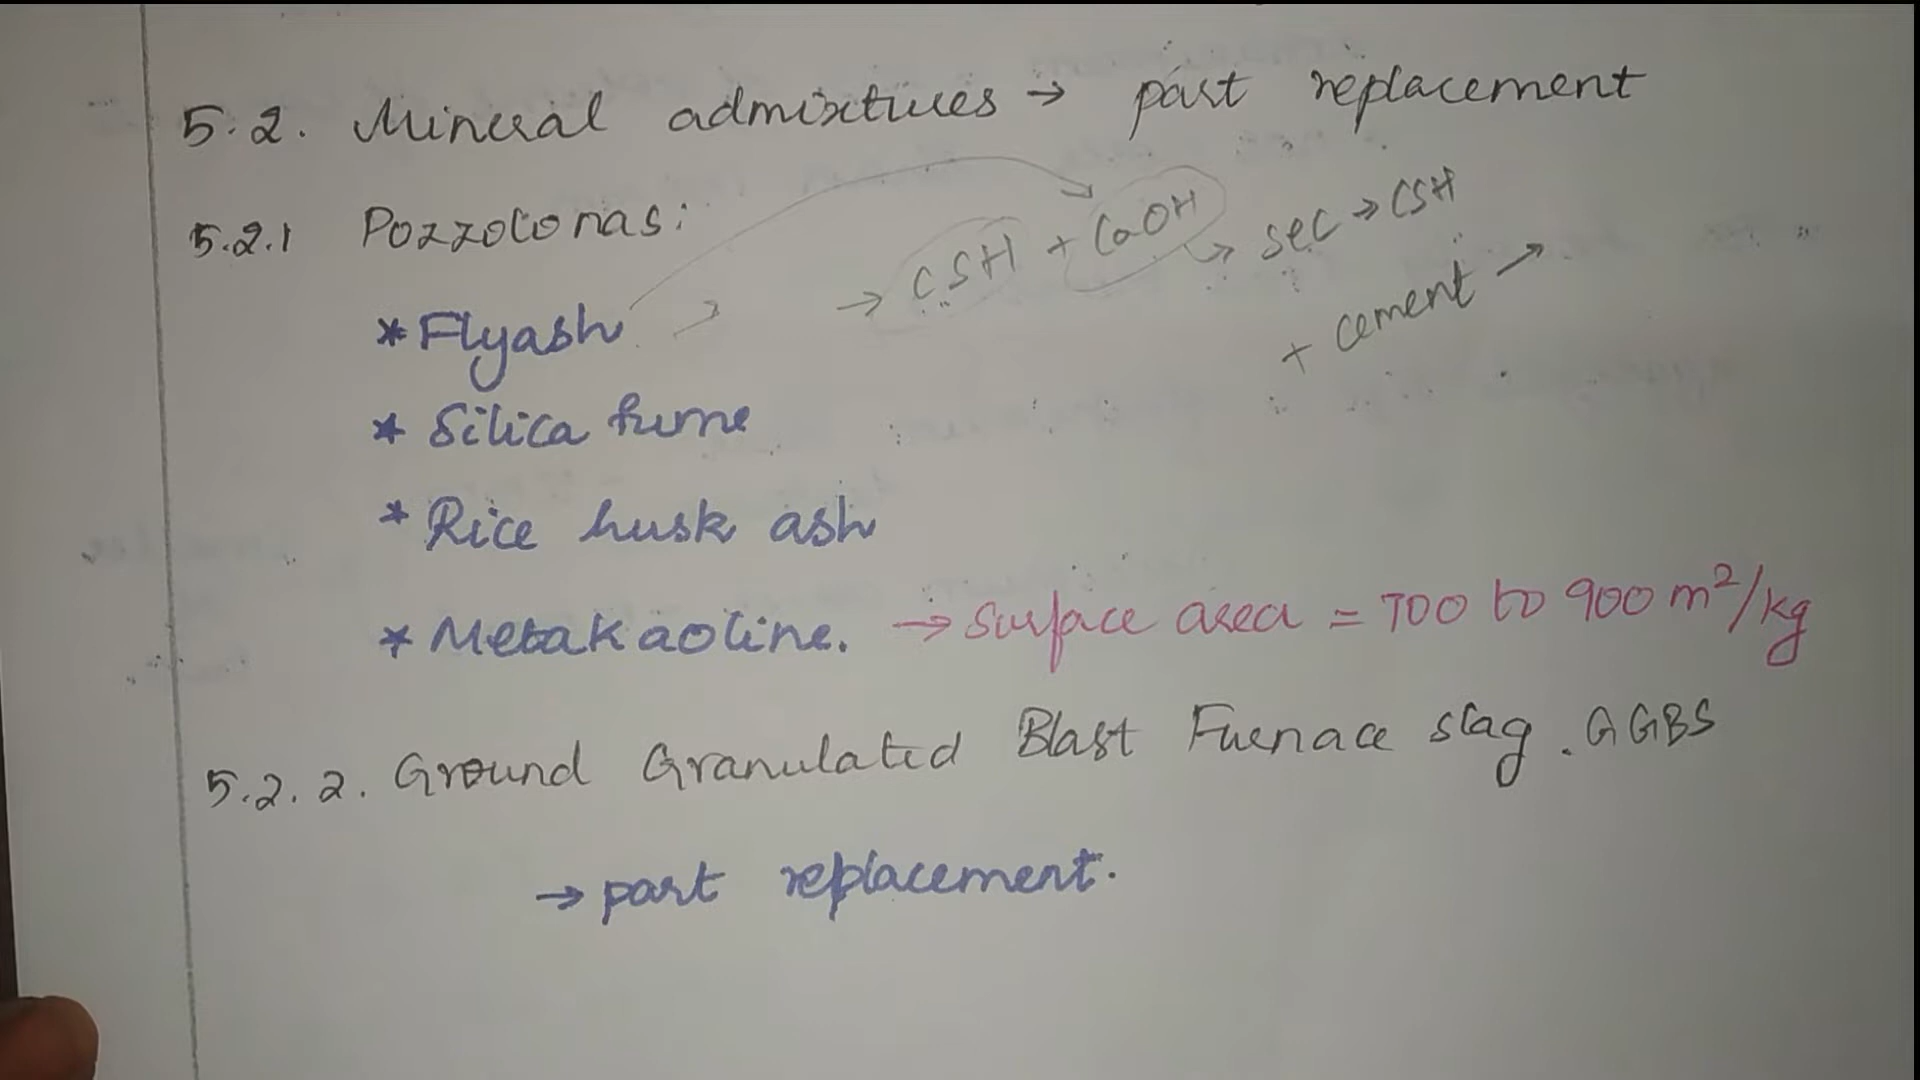 5.2. Mineral admixtures → part replacement
5.2.1 Pozzolonas:
→ CSH + CaOH → sec → CSH
+ cement →
* Flyash
* Silica fume
* Rice husk ash
* Metakaoline. → Surface area = 700 to 900 m²/kg
5.2.2. Ground Granulated Blast Furnace slag. GGBS
→ part replacement.